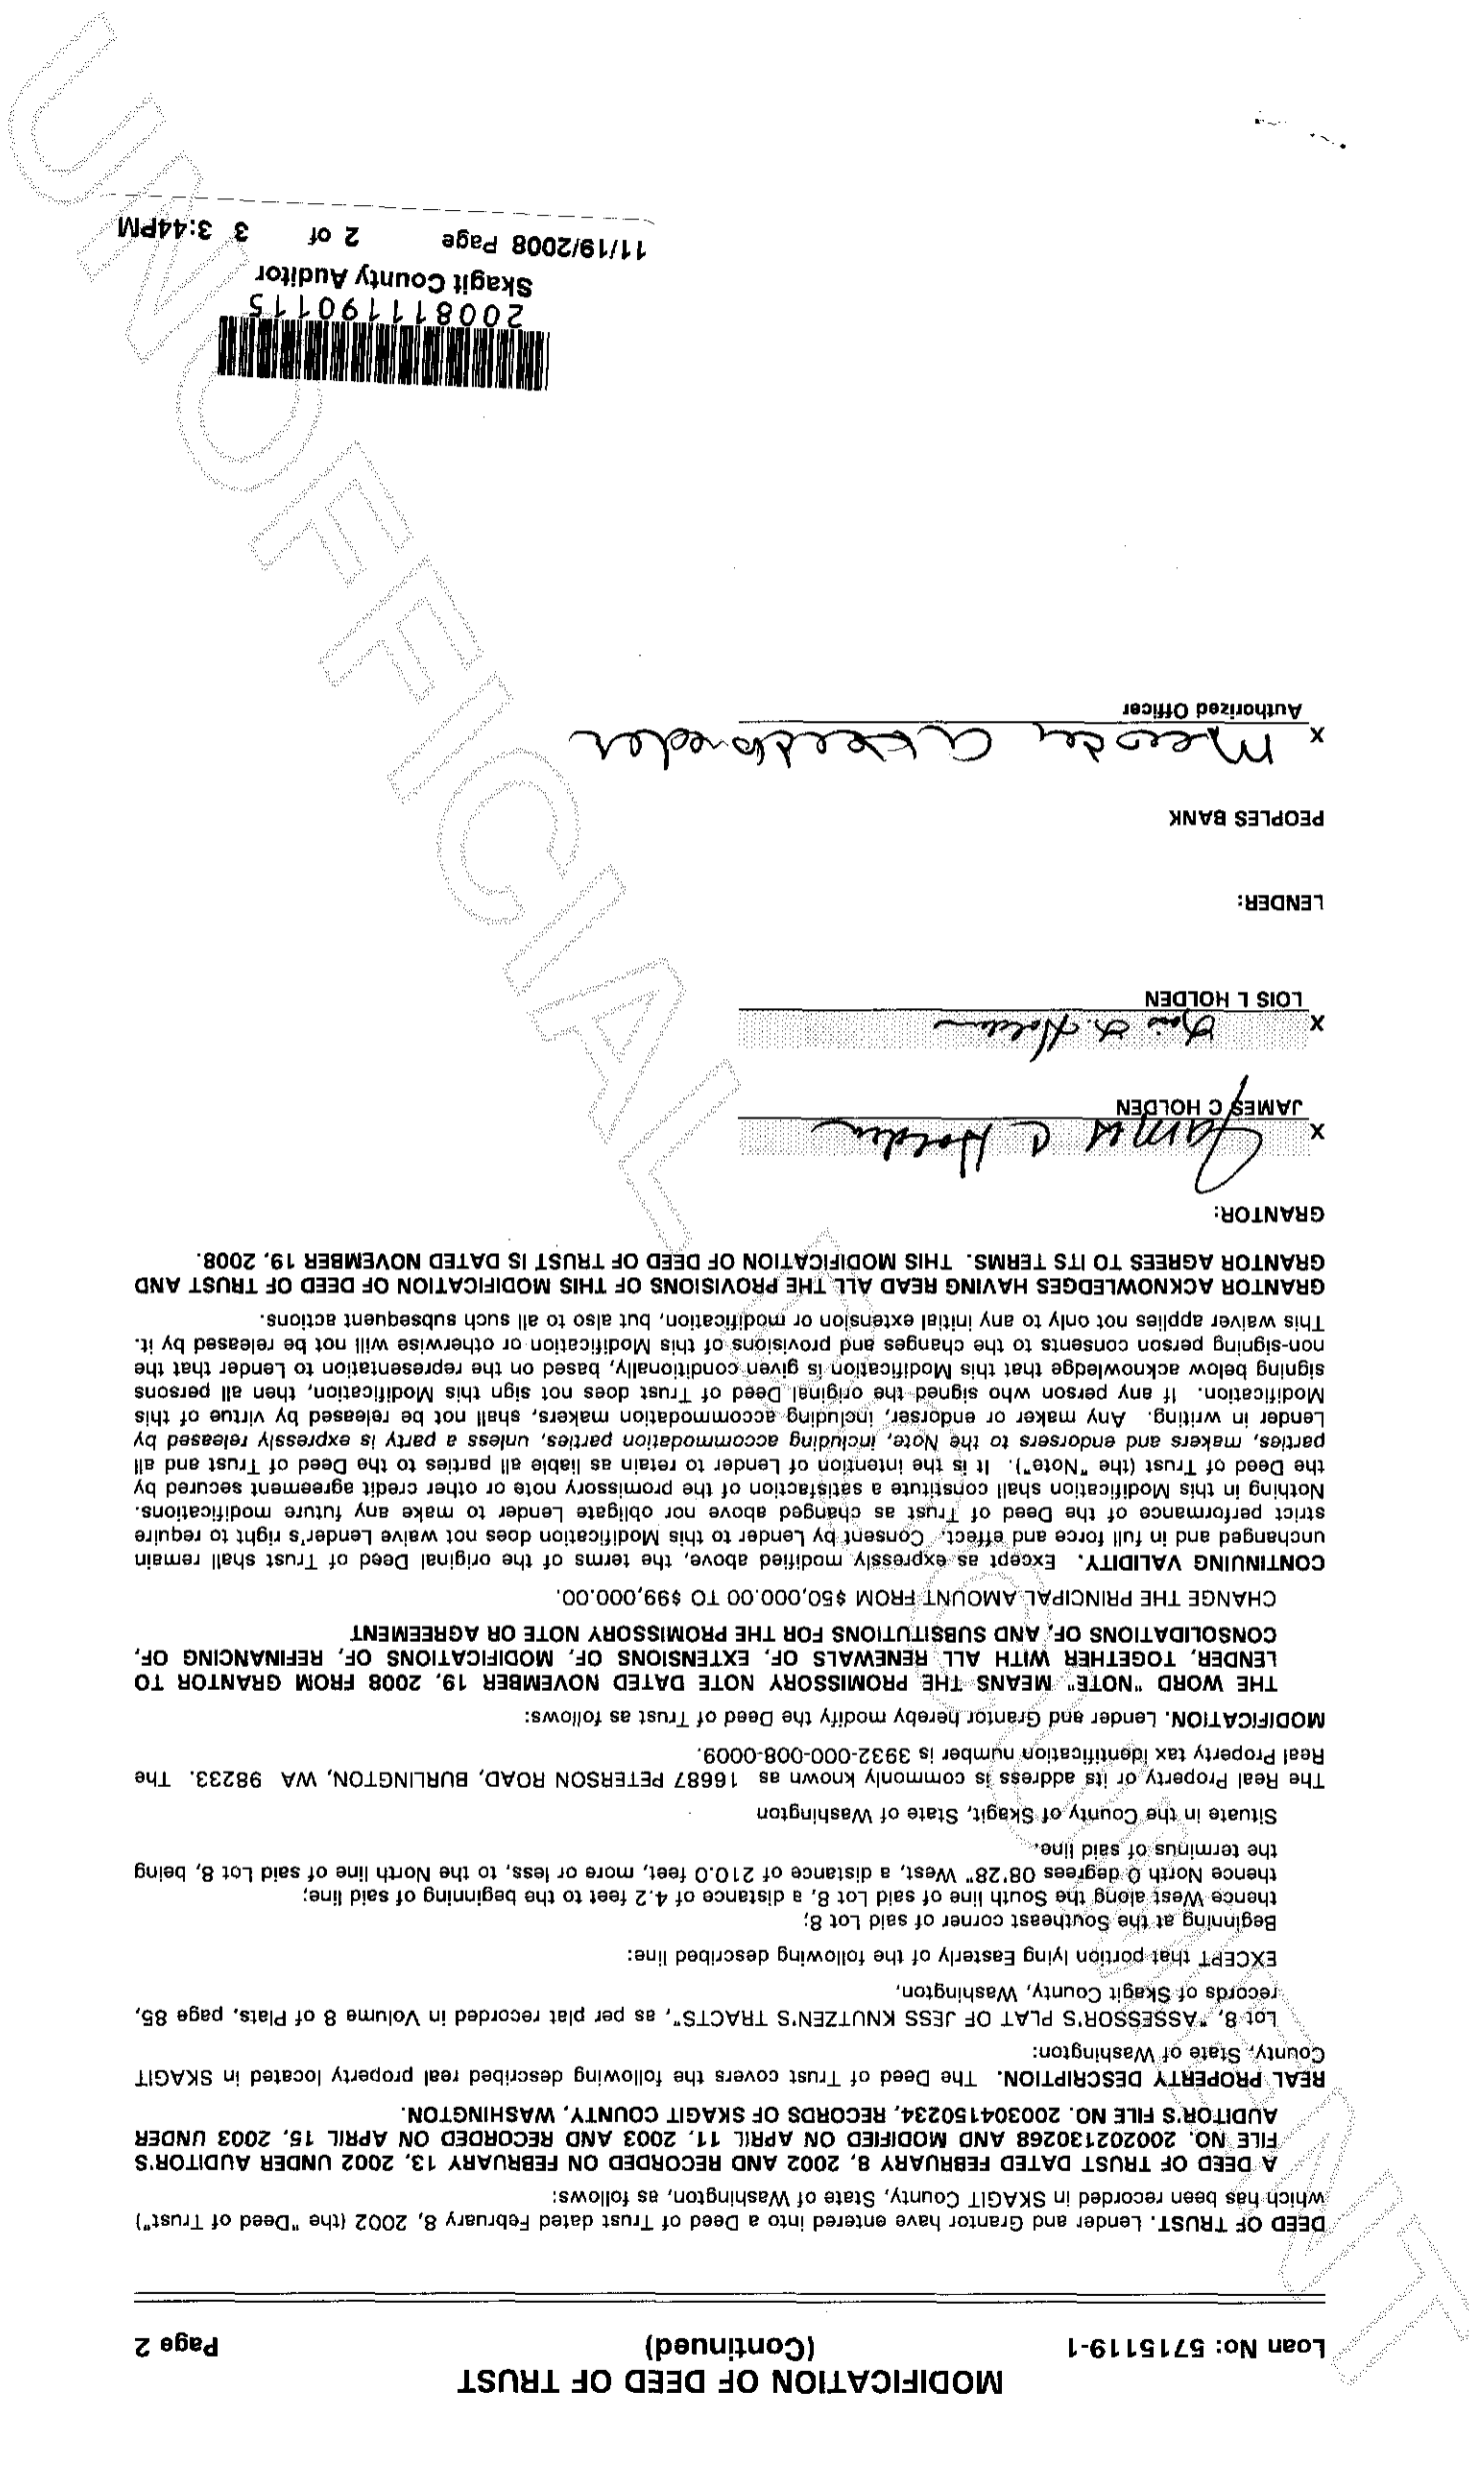 MODIFICATION OF DEED OF TRUST
Loan No: 5715119-1 (Continued) Page 2
DEED OF TRUST. Lender and Grantor have entered into a Deed of Trust dated February 8, 2002 (the "Deed of Trust")
which has been recorded in SKAGIT County, State of Washington, as follows:
A DEED OF TRUST DATED FEBRUARY 8, 2002 AND RECORDED ON FEBRUARY 13, 2002 UNDER AUDITOR'S
FILE NO. 200202130268 AND MODIFIED ON APRIL 11, 2003 AND RECORDED ON APRIL 15, 2003 UNDER
AUDITOR'S FILE NO. 200304150234, RECORDS OF SKAGIT COUNTY, WASHINGTON.
REAL PROPERTY DESCRIPTION. The Deed of Trust covers the following described real property located in SKAGIT
County, State of Washington:
Lot 8, "ASSESSOR'S PLAT OF JESS KNUTZEN'S TRACTS", as per plat recorded in Volume 8 of Plats, page 85,
records of Skagit County, Washington,
EXCEPT that portion lying Easterly of the following described line:
Beginning at the Southeast corner of said Lot 8;
thence West along the South line of said Lot 8, a distance of 4.2 feet to the beginning of said line;
thence North 0 degrees 08'28" West, a distance of 210.0 feet, more or less, to the North line of said Lot 8, being
the terminus of said line.
Situate in the County of Skagit, State of Washington
The Real Property or its address is commonly known as 16687 PETERSON ROAD, BURLINGTON, WA 98233. The
Real Property tax identification number is 3932-000-008-0009.
MODIFICATION. Lender and Grantor hereby modify the Deed of Trust as follows:
THE WORD "NOTE" MEANS THE PROMISSORY NOTE DATED NOVEMBER 19, 2008 FROM GRANTOR TO
LENDER, TOGETHER WITH ALL RENEWALS OF, EXTENSIONS OF, MODIFICATIONS OF, REFINANCING OF,
CONSOLIDATIONS OF, AND SUBSITUTIONS FOR THE PROMISSORY NOTE OR AGREEMENT
CHANGE THE PRINCIPAL AMOUNT FROM $50,000.00 TO $99,000.00.
CONTINUING VALIDITY. Except as expressly modified above, the terms of the original Deed of Trust shall remain
unchanged and in full force and effect. Consent by Lender to this Modification does not waive Lender's right to require
strict performance of the Deed of Trust as changed above nor obligate Lender to make any future modifications.
Nothing in this Modification shall constitute a satisfaction of the promissory note or other credit agreement secured by
the Deed of Trust (the "Note"). It is the intention of Lender to retain as liable all parties to the Deed of Trust and all
parties, makers and endorsers to the Note, including accommodation parties, unless a party is expressly released by
Lender in writing. Any maker or endorser, including accommodation makers, shall not be released by virtue of this
Modification. If any person who signed the original Deed of Trust does not sign this Modification, then all persons
signing below acknowledge that this Modification is given conditionally, based on the representation to Lender that the
non-signing person consents to the changes and provisions of this Modification or otherwise will not be released by it.
This waiver applies not only to any initial extension or modification, but also to all such subsequent actions.
GRANTOR ACKNOWLEDGES HAVING READ ALL THE PROVISIONS OF THIS MODIFICATION OF DEED OF TRUST AND
GRANTOR AGREES TO ITS TERMS. THIS MODIFICATION OF DEED OF TRUST IS DATED NOVEMBER 19, 2008.
GRANTOR:
X James C Holden
JAMES C HOLDEN
X Lois L. Holden
LOIS L HOLDEN
LENDER:
PEOPLES BANK
X
Authorized Officer
200811190115
Skagit County Auditor
11/19/2008 Page 2 of 3 3:44PM
UNOFFICIAL DOCUMENT